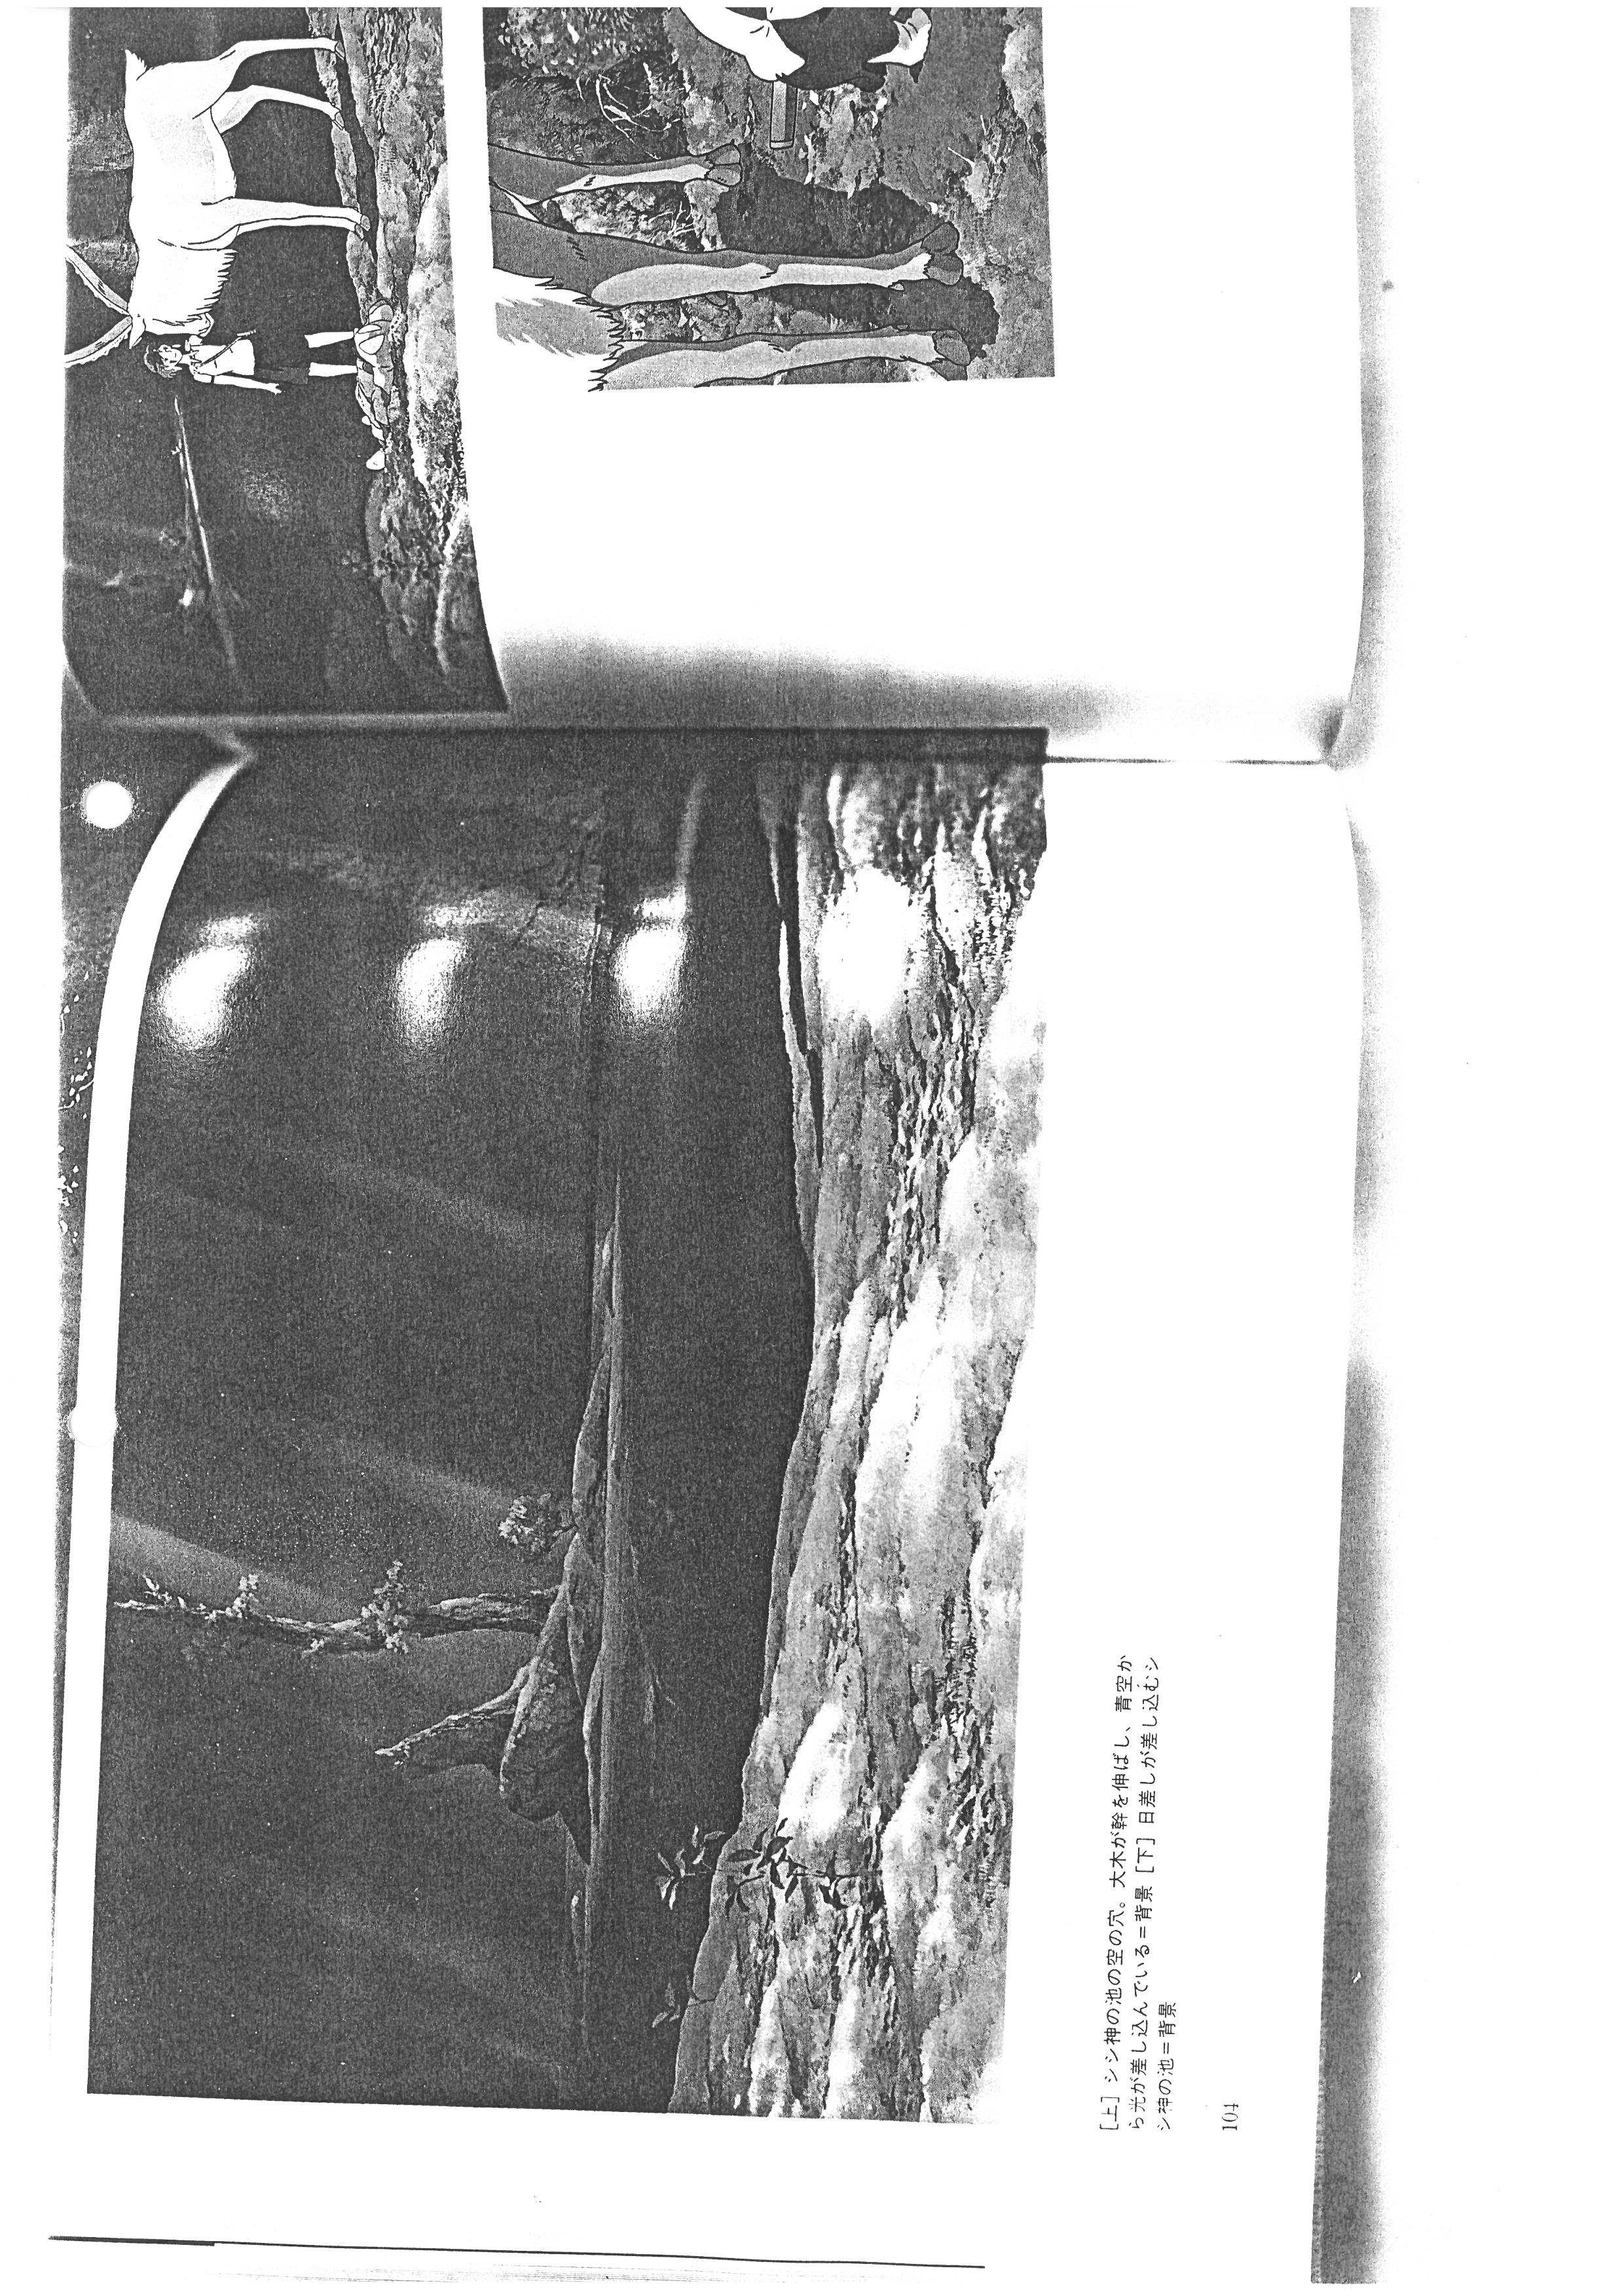 [上] シシ神の池の空の穴。大木が幹を伸ばし、青空か
ら光が差し込んでいる＝背景 [下] 日差しが差し込むシ
シ神の池＝背景
104